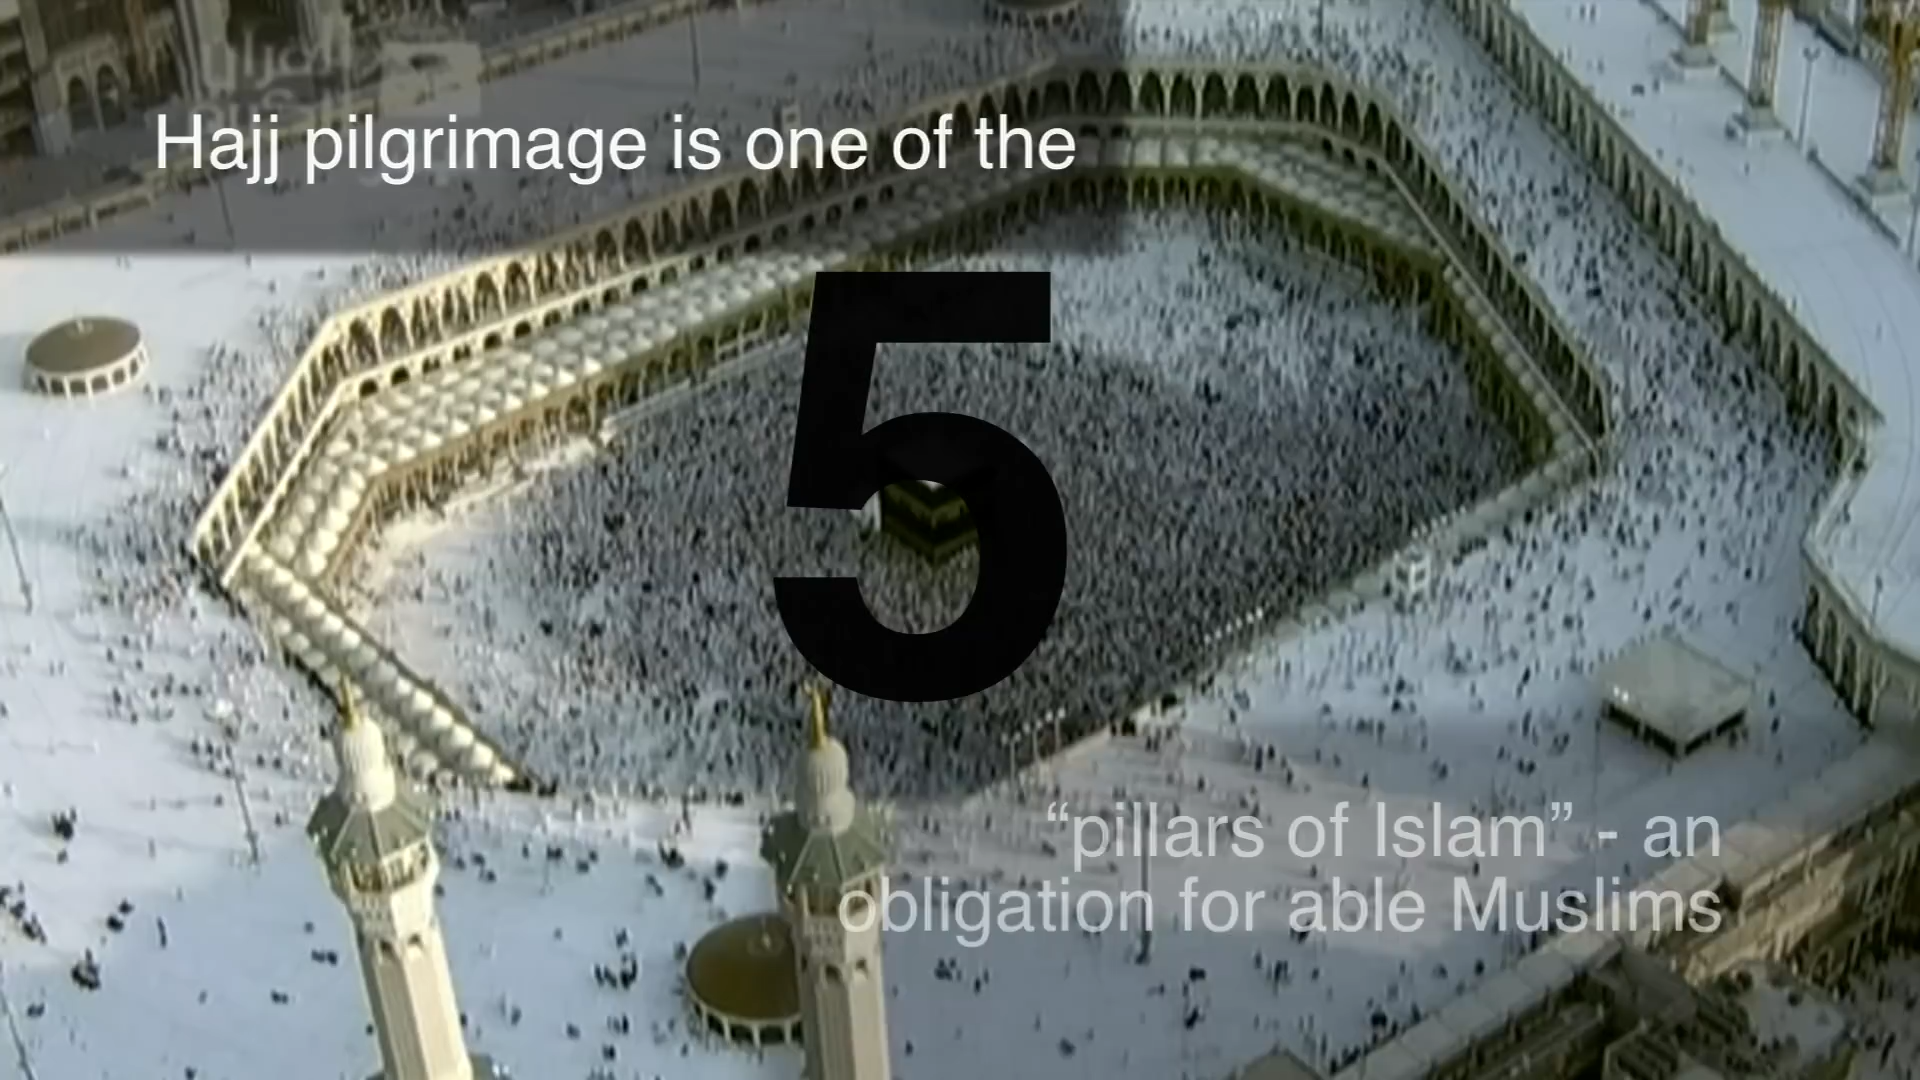 Hajj pilgrimage is one of the
5
“pillars of Islam” - an
obligation for able Muslims